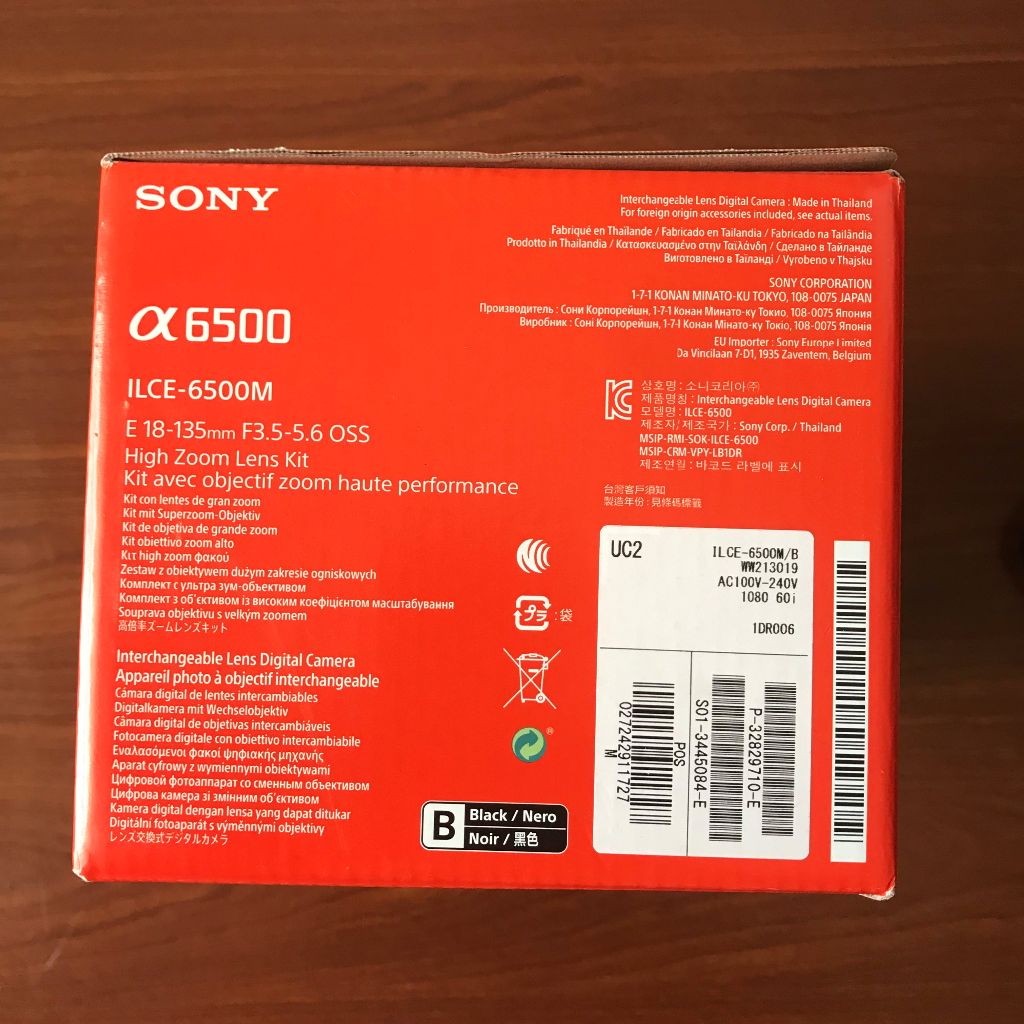 SONY
α6500
ILCE-6500M
E 18-135mm F3.5-5.6 OSS
High Zoom Lens Kit
Kit avec objectif zoom haute performance
Kit con lentes de gran zoom
Kit mit Superzoom-Objektiv
Kit de objetiva de grande zoom
Kit obiettivo zoom alto
Κιτ high zoom φακού
Zestaw z obiektywem dużym zakresie ogniskowych
Комплект с ультра зум-объективом
Комплект з об'єктивом із високим коефіцієнтом масштабування
Souprava objektivu s velkým zoomem
高倍率ズームレンズキット
Interchangeable Lens Digital Camera
Appareil photo à objectif interchangeable
Cámara digital de lentes intercambiables
Digitalkamera mit Wechselobjektiv
Câmara digital de objetivas intercambiáveis
Fotocamera digitale con obiettivo intercambiabile
Εναλλασσόμενοι φακοί ψηφιακής μηχανής
Aparat cyfrowy z wymiennymi obiektywami
Цифровой фотоаппарат со сменным объективом
Цифрова камера зі змінним об'єктивом
Kamera digital dengan lensa yang dapat ditukar
Digitální fotoaparát s výměnnými objektivy
レンズ交換式デジタルカメラ
Interchangeable Lens Digital Camera : Made in Thailand
For foreign origin accessories included, see actual items.
Fabriqué en Thaïlande / Fabricado en Tailandia / Fabricado na Tailândia
Prodotto in Thailandia / Κατασκευασμένο στην Ταϊλάνδη / Сделано в Тайланде
Виготовлено в Таїланді / Vyrobeno v Thajsku
SONY CORPORATION
1-7-1 KONAN MINATO-KU TOKYO, 108-0075 JAPAN
Производитель : Сони Корпорейшн, 1-7-1 Конан Минато-ку Токио, 108-0075 Япония
Виробник : Соні Корпорейшн, 1-7-1 Конан Мінато-ку Токіо, 108-0075 Японія
EU Importer : Sony Europe Limited
Da Vincilaan 7-D1, 1935 Zaventem, Belgium
상호명 : 소니코리아㈜
제품명칭 : Interchangeable Lens Digital Camera
모델명 : ILCE-6500
제조자/제조국가 : Sony Corp. / Thailand
MSIP-RMI-SOK-ILCE-6500
MSIP-CRM-VPY-LB1DR
제조연월 : 바코드 라벨에 표시
台灣客戶須知
製造年份 : 見條碼標籤
プラ : 袋
B
Black / Nero
Noir / 黒色
UC2
ILCE-6500M/B
WW213019
AC100V-240V
1080 60i
1DR006
P-32829710-E
S01-3445084-E
POS
027242911727
M